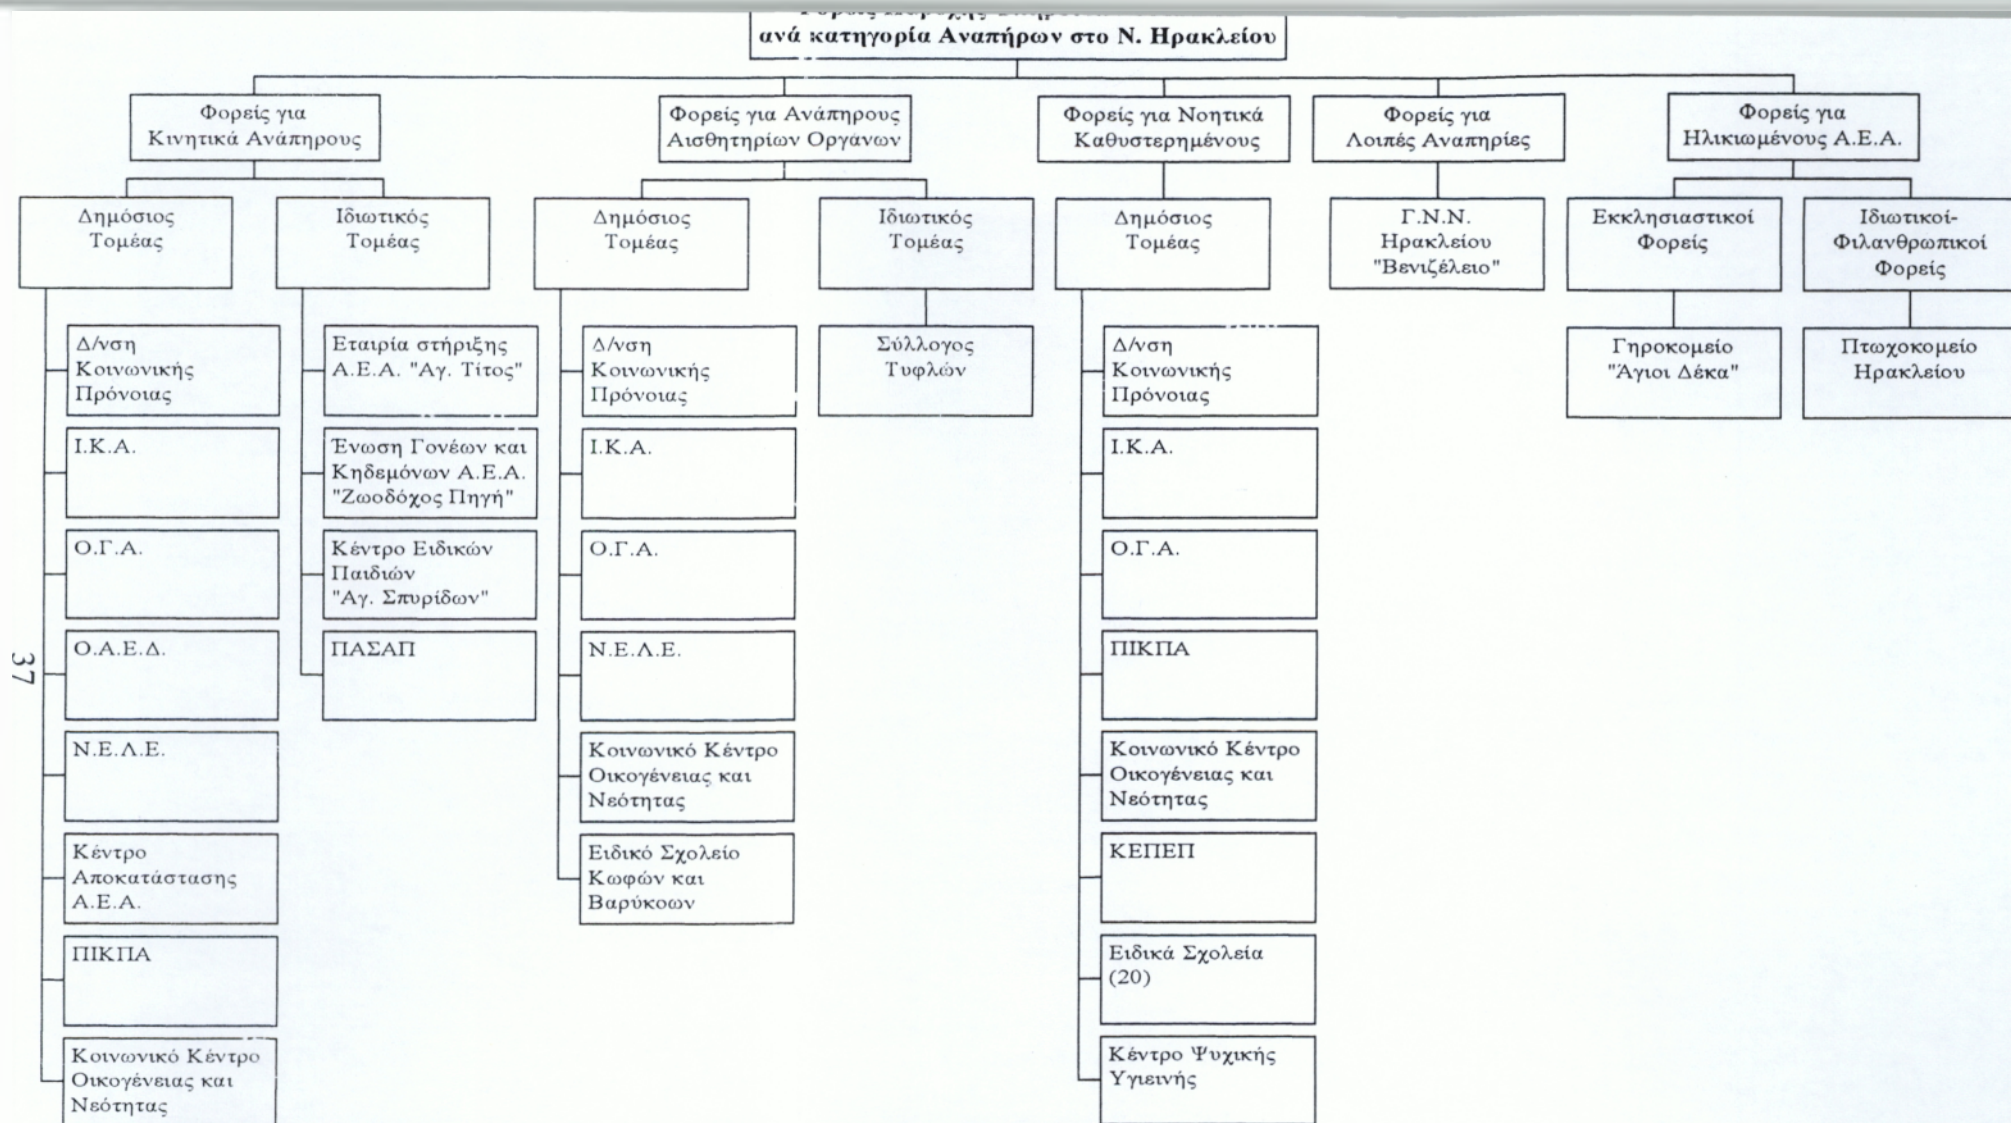 ανά κατηγορία Αναπήρων στο Ν. Ηρακλείου
Φορείς για
Κινητικά Ανάπηρους
Φορείς για Ανάπηρους
Αισθητηρίων Οργάνων
Φορείς για Νοητικά
Καθυστερημένους
Φορείς για
Λοιπές Αναπηρίες
Φορείς για
Ηλικιωμένους Α.Ε.Α.
Δημόσιος
Τομέας
Ιδιωτικός
Τομέας
Δημόσιος
Τομέας
Ιδιωτικός
Τομέας
Δημόσιος
Τομέας
Γ.Ν.Ν.
Ηρακλείου
"Βενιζέλειο"
Εκκλησιαστικοί
Φορείς
Ιδιωτικοί-
Φιλανθρωπικοί
Φορείς
Δ/νση
Κοινωνικής
Πρόνοιας
Ι.Κ.Α.
Ο.Γ.Α.
Ο.Α.Ε.Δ.
Ν.Ε.Λ.Ε.
Κέντρο
Αποκατάστασης
Α.Ε.Α.
ΠΙΚΠΑ
Κοινωνικό Κέντρο
Οικογένειας και
Νεότητας
Εταιρία στήριξης
Α.Ε.Α. "Αγ. Τίτος"
Ένωση Γονέων και
Κηδεμόνων Α.Ε.Α.
"Ζωοδόχος Πηγή"
Κέντρο Ειδικών
Παιδιών
"Αγ. Σπυρίδων"
ΠΑΣΑΠ
Δ/νση
Κοινωνικής
Πρόνοιας
Ι.Κ.Α.
Ο.Γ.Α.
Ν.Ε.Λ.Ε.
Κοινωνικό Κέντρο
Οικογένειας και
Νεότητας
Ειδικό Σχολείο
Κωφών και
Βαρύκοων
Σύλλογος
Τυφλών
Δ/νση
Κοινωνικής
Πρόνοιας
Ι.Κ.Α.
Ο.Γ.Α.
ΠΙΚΠΑ
Κοινωνικό Κέντρο
Οικογένειας και
Νεότητας
ΚΕΠΕΠ
Ειδικά Σχολεία
(20)
Κέντρο Ψυχικής
Υγιεινής
Γηροκομείο
"Άγιοι Δέκα"
Πτωχοκομείο
Ηρακλείου
37